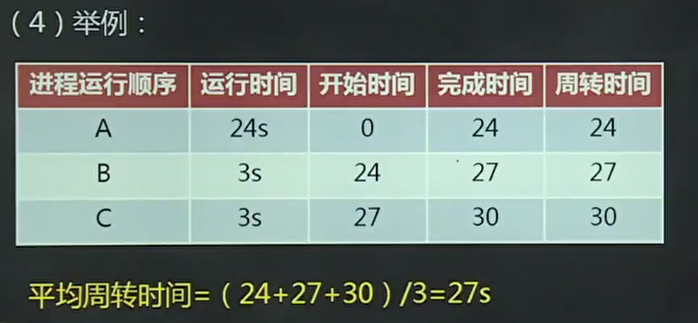 （4）举例：
进程运行顺序 运行时间 开始时间 完成时间 周转时间
A 24s 0 24 24
B 3s 24 27 27
C 3s 27 30 30
平均周转时间=（24+27+30）/3=27s